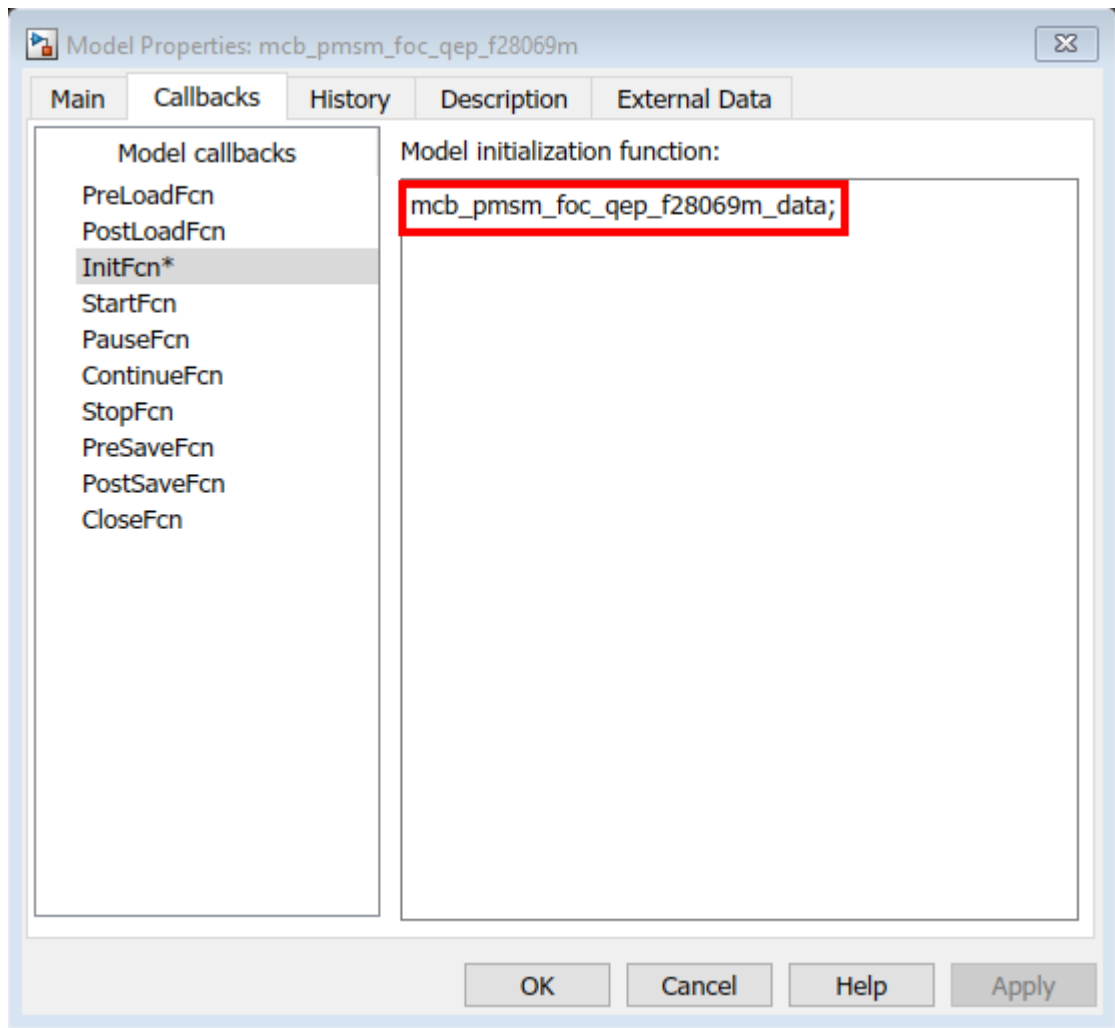 Model Properties: mcb_pmsm_foc_qep_f28069m
Main Callbacks History Description External Data
Model callbacks
PreLoadFcn
PostLoadFcn
InitFcn*
StartFcn
PauseFcn
ContinueFcn
StopFcn
PreSaveFcn
PostSaveFcn
CloseFcn
Model initialization function:
mcb_pmsm_foc_qep_f28069m_data;
OK Cancel Help Apply